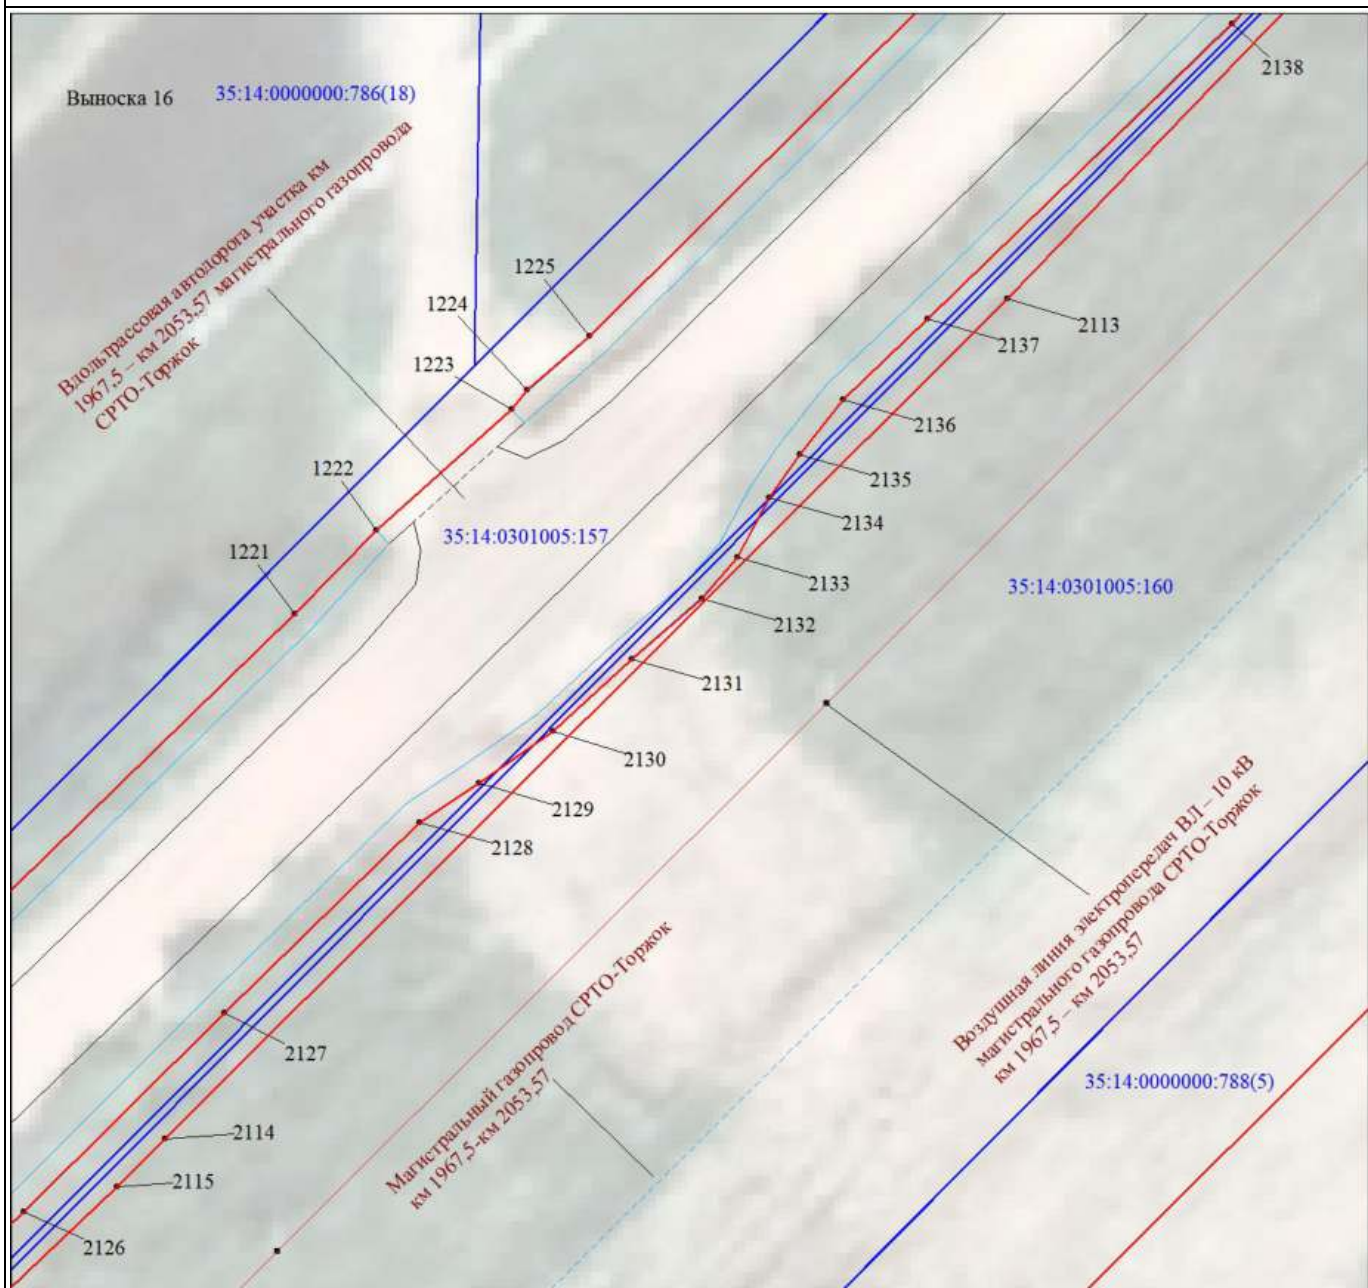 Выноска 16
35:14:0000000:786(18)
2138
Вдольтрассовая автодорога участка км
1967,5 – км 2053,57 магистрального газопровода
СРТО-Торжок
1225
1224
1223
1222
1221
2113
2137
2136
2135
2134
2133
2132
2131
2130
2129
2128
35:14:0301005:157
35:14:0301005:160
Воздушная линия электропередач ВЛ – 10 кВ
магистрального газопровода СРТО-Торжок
км 1967,5 – км 2053,57
Магистральный газопровод СРТО-Торжок
км 1967,5-км 2053,57
35:14:0000000:788(5)
2127
2114
2115
2126